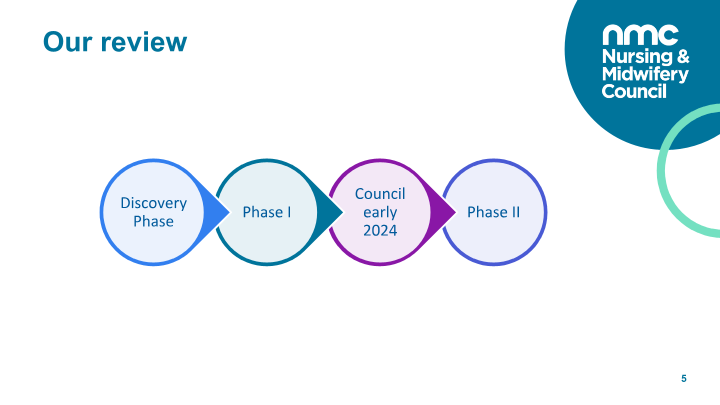 Our review
nmc
Nursing &
Midwifery
Council
Discovery
Phase
Phase I
Council
early
2024
Phase II
5